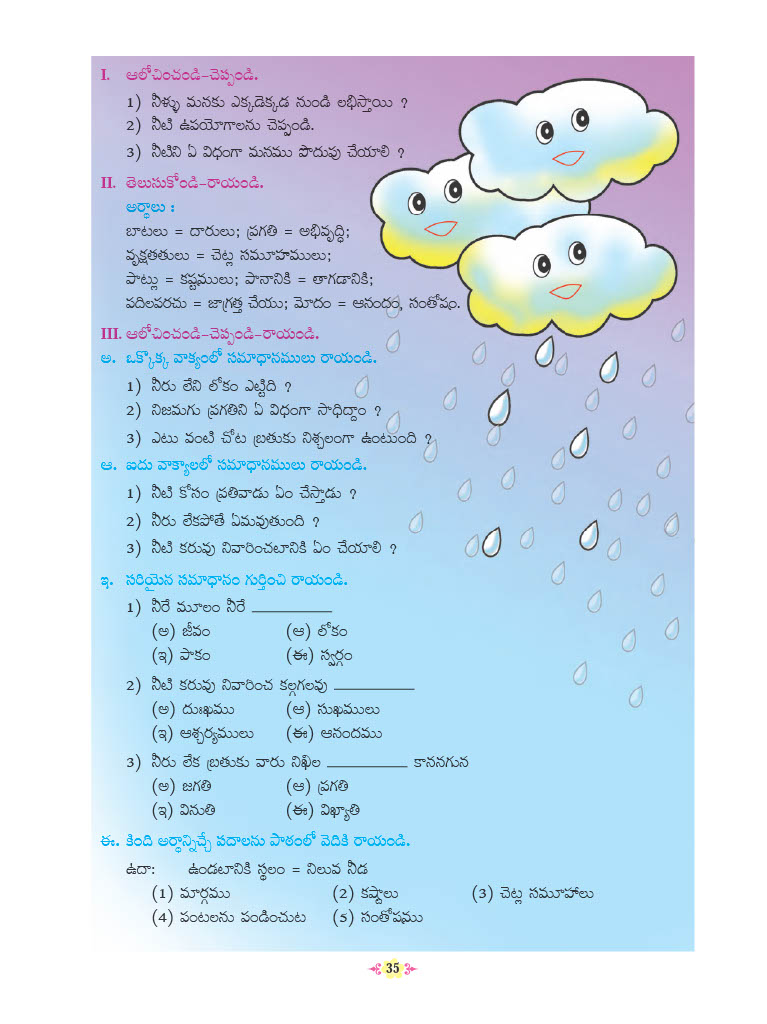 I. ఆలోచించండి-చెప్పండి.
1) నీళ్ళు మనకు ఎక్కడెక్కడ నుండి లభిస్తాయి ?
2) నీటి ఉపయోగాలను చెప్పండి.
3) నీటిని ఏ విధంగా మనము పొదుపు చేయాలి ?
II. తెలుసుకోండి-రాయండి.
అర్థాలు :
బాటలు = దారులు; ప్రగతి = అభివృద్ధి;
వృక్షతతులు = చెట్ల సమూహములు;
పాట్లు = కష్టములు; పానానికి = తాగడానికి;
పదిలపరచు = జాగ్రత్త చేయు; మోదం = ఆనందం, సంతోషం.
III. ఆలోచించండి-చెప్పండి-రాయండి.
అ. ఒక్కొక్క వాక్యంలో సమాధానములు రాయండి.
1) నీరు లేని లోకం ఎట్టిది ?
2) నిజమగు ప్రగతిని ఏ విధంగా సాధిద్దాం ?
3) ఎటు వంటి చోట బ్రతుకు నిశ్చలంగా ఉంటుంది ?
ఆ. ఐదు వాక్యాలలో సమాధానములు రాయండి.
1) నీటి కోసం ప్రతివాడు ఏం చేస్తాడు ?
2) నీరు లేకపోతే ఏమవుతుంది ?
3) నీటి కరువు నివారించటానికి ఏం చేయాలి ?
ఇ. సరియైన సమాధానం గుర్తించి రాయండి.
1) నీరే మూలం నీరే ___________
(అ) జీవం (ఆ) లోకం
(ఇ) పాకం (ఈ) స్వర్గం
2) నీటి కరువు నివారించ కల్గగలవు ___________
(అ) దుఃఖము (ఆ) సుఖములు
(ఇ) ఆశ్చర్యములు (ఈ) ఆనందము
3) నీరు లేక బ్రతుకు వారు నిఖిల ___________ కాననగున
(అ) జగతి (ఆ) ప్రగతి
(ఇ) వినుతి (ఈ) విఖ్యాతి
ఈ. కింది అర్థాన్నిచ్చే పదాలను పాఠంలో వెదికి రాయండి.
ఉదా: ఉండటానికి స్థలం = నిలువ నీడ
(1) మార్గము (2) కష్టాలు (3) చెట్ల సమూహాలు
(4) పంటలను పండించుట (5) సంతోషము
35